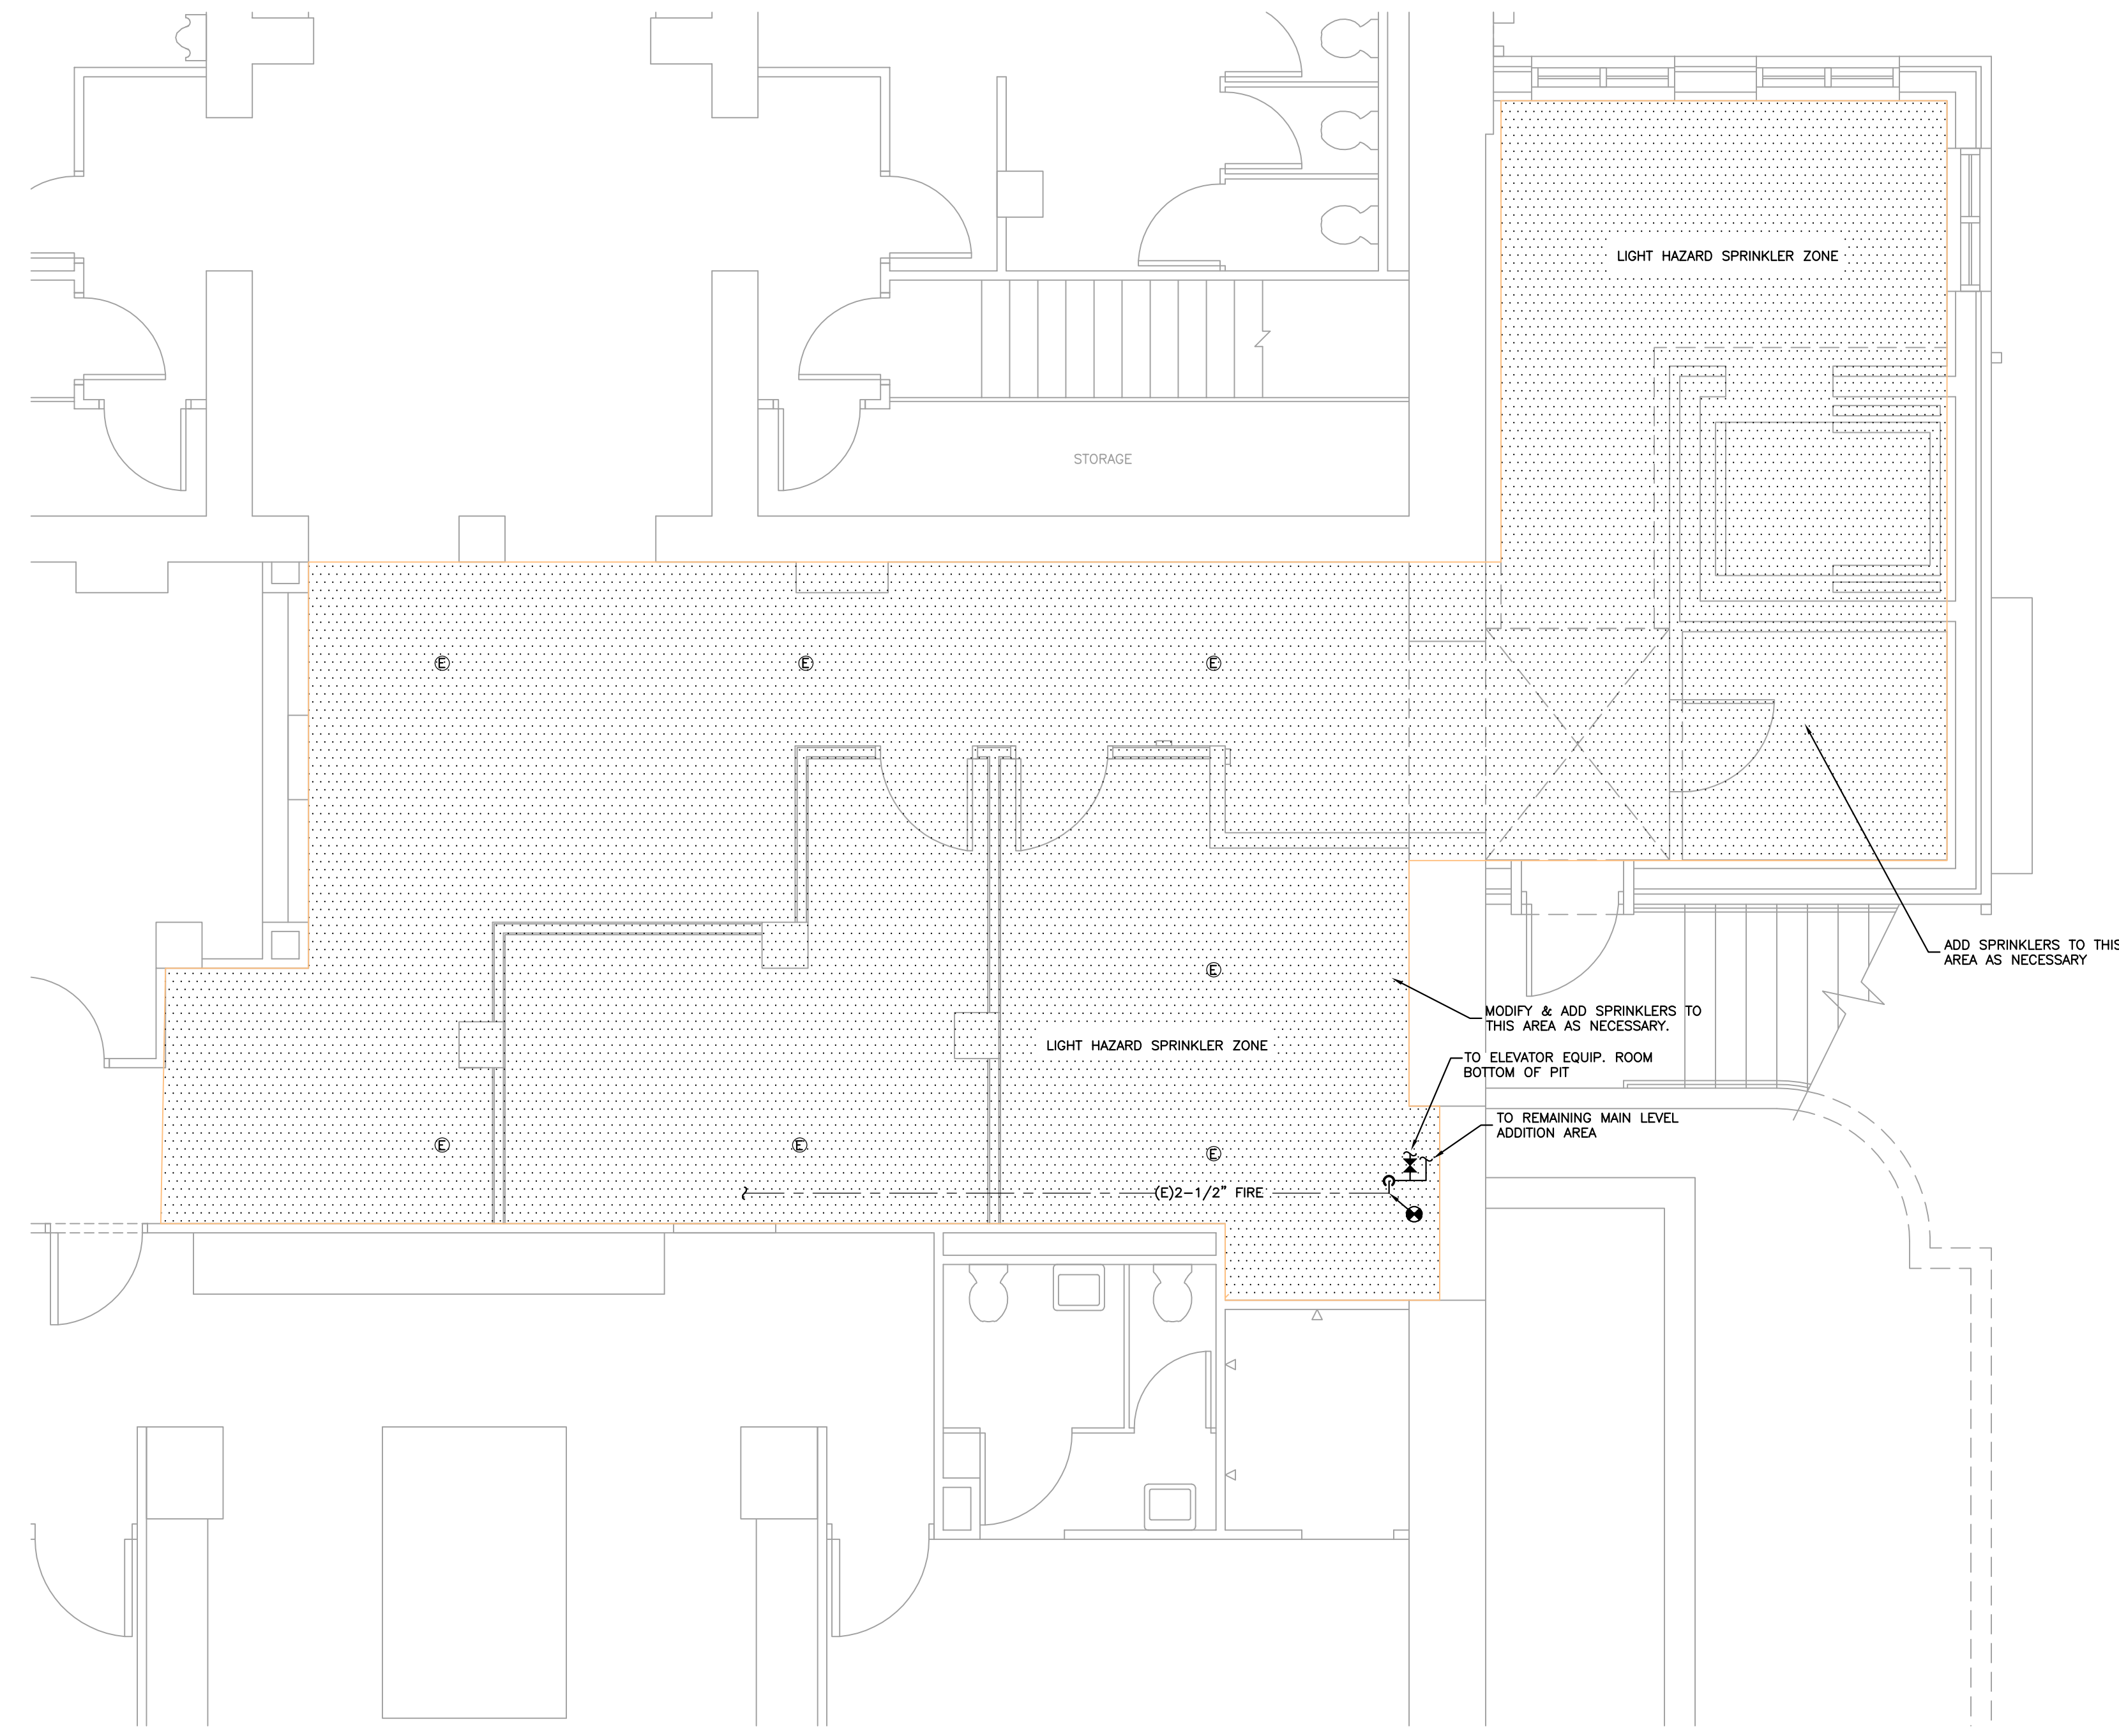 LIGHT HAZARD SPRINKLER ZONE
STORAGE
E
E
E
ADD SPRINKLERS TO THIS
AREA AS NECESSARY
E
MODIFY & ADD SPRINKLERS TO
THIS AREA AS NECESSARY.
LIGHT HAZARD SPRINKLER ZONE
TO ELEVATOR EQUIP. ROOM
BOTTOM OF PIT
TO REMAINING MAIN LEVEL
ADDITION AREA
E
E
E
(E)2-1/2" FIRE